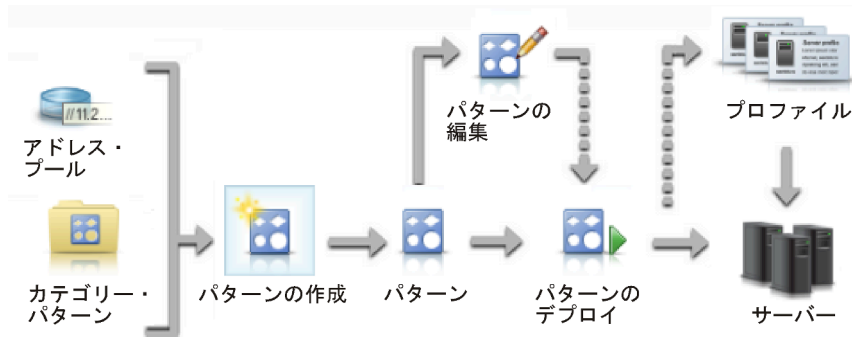 //11.2...
アドレス・
プール
カテゴリー・
パターン
パターンの作成
パターン
パターンの
編集
パターンの
デプロイ
Server profile
プロファイル
サーバー